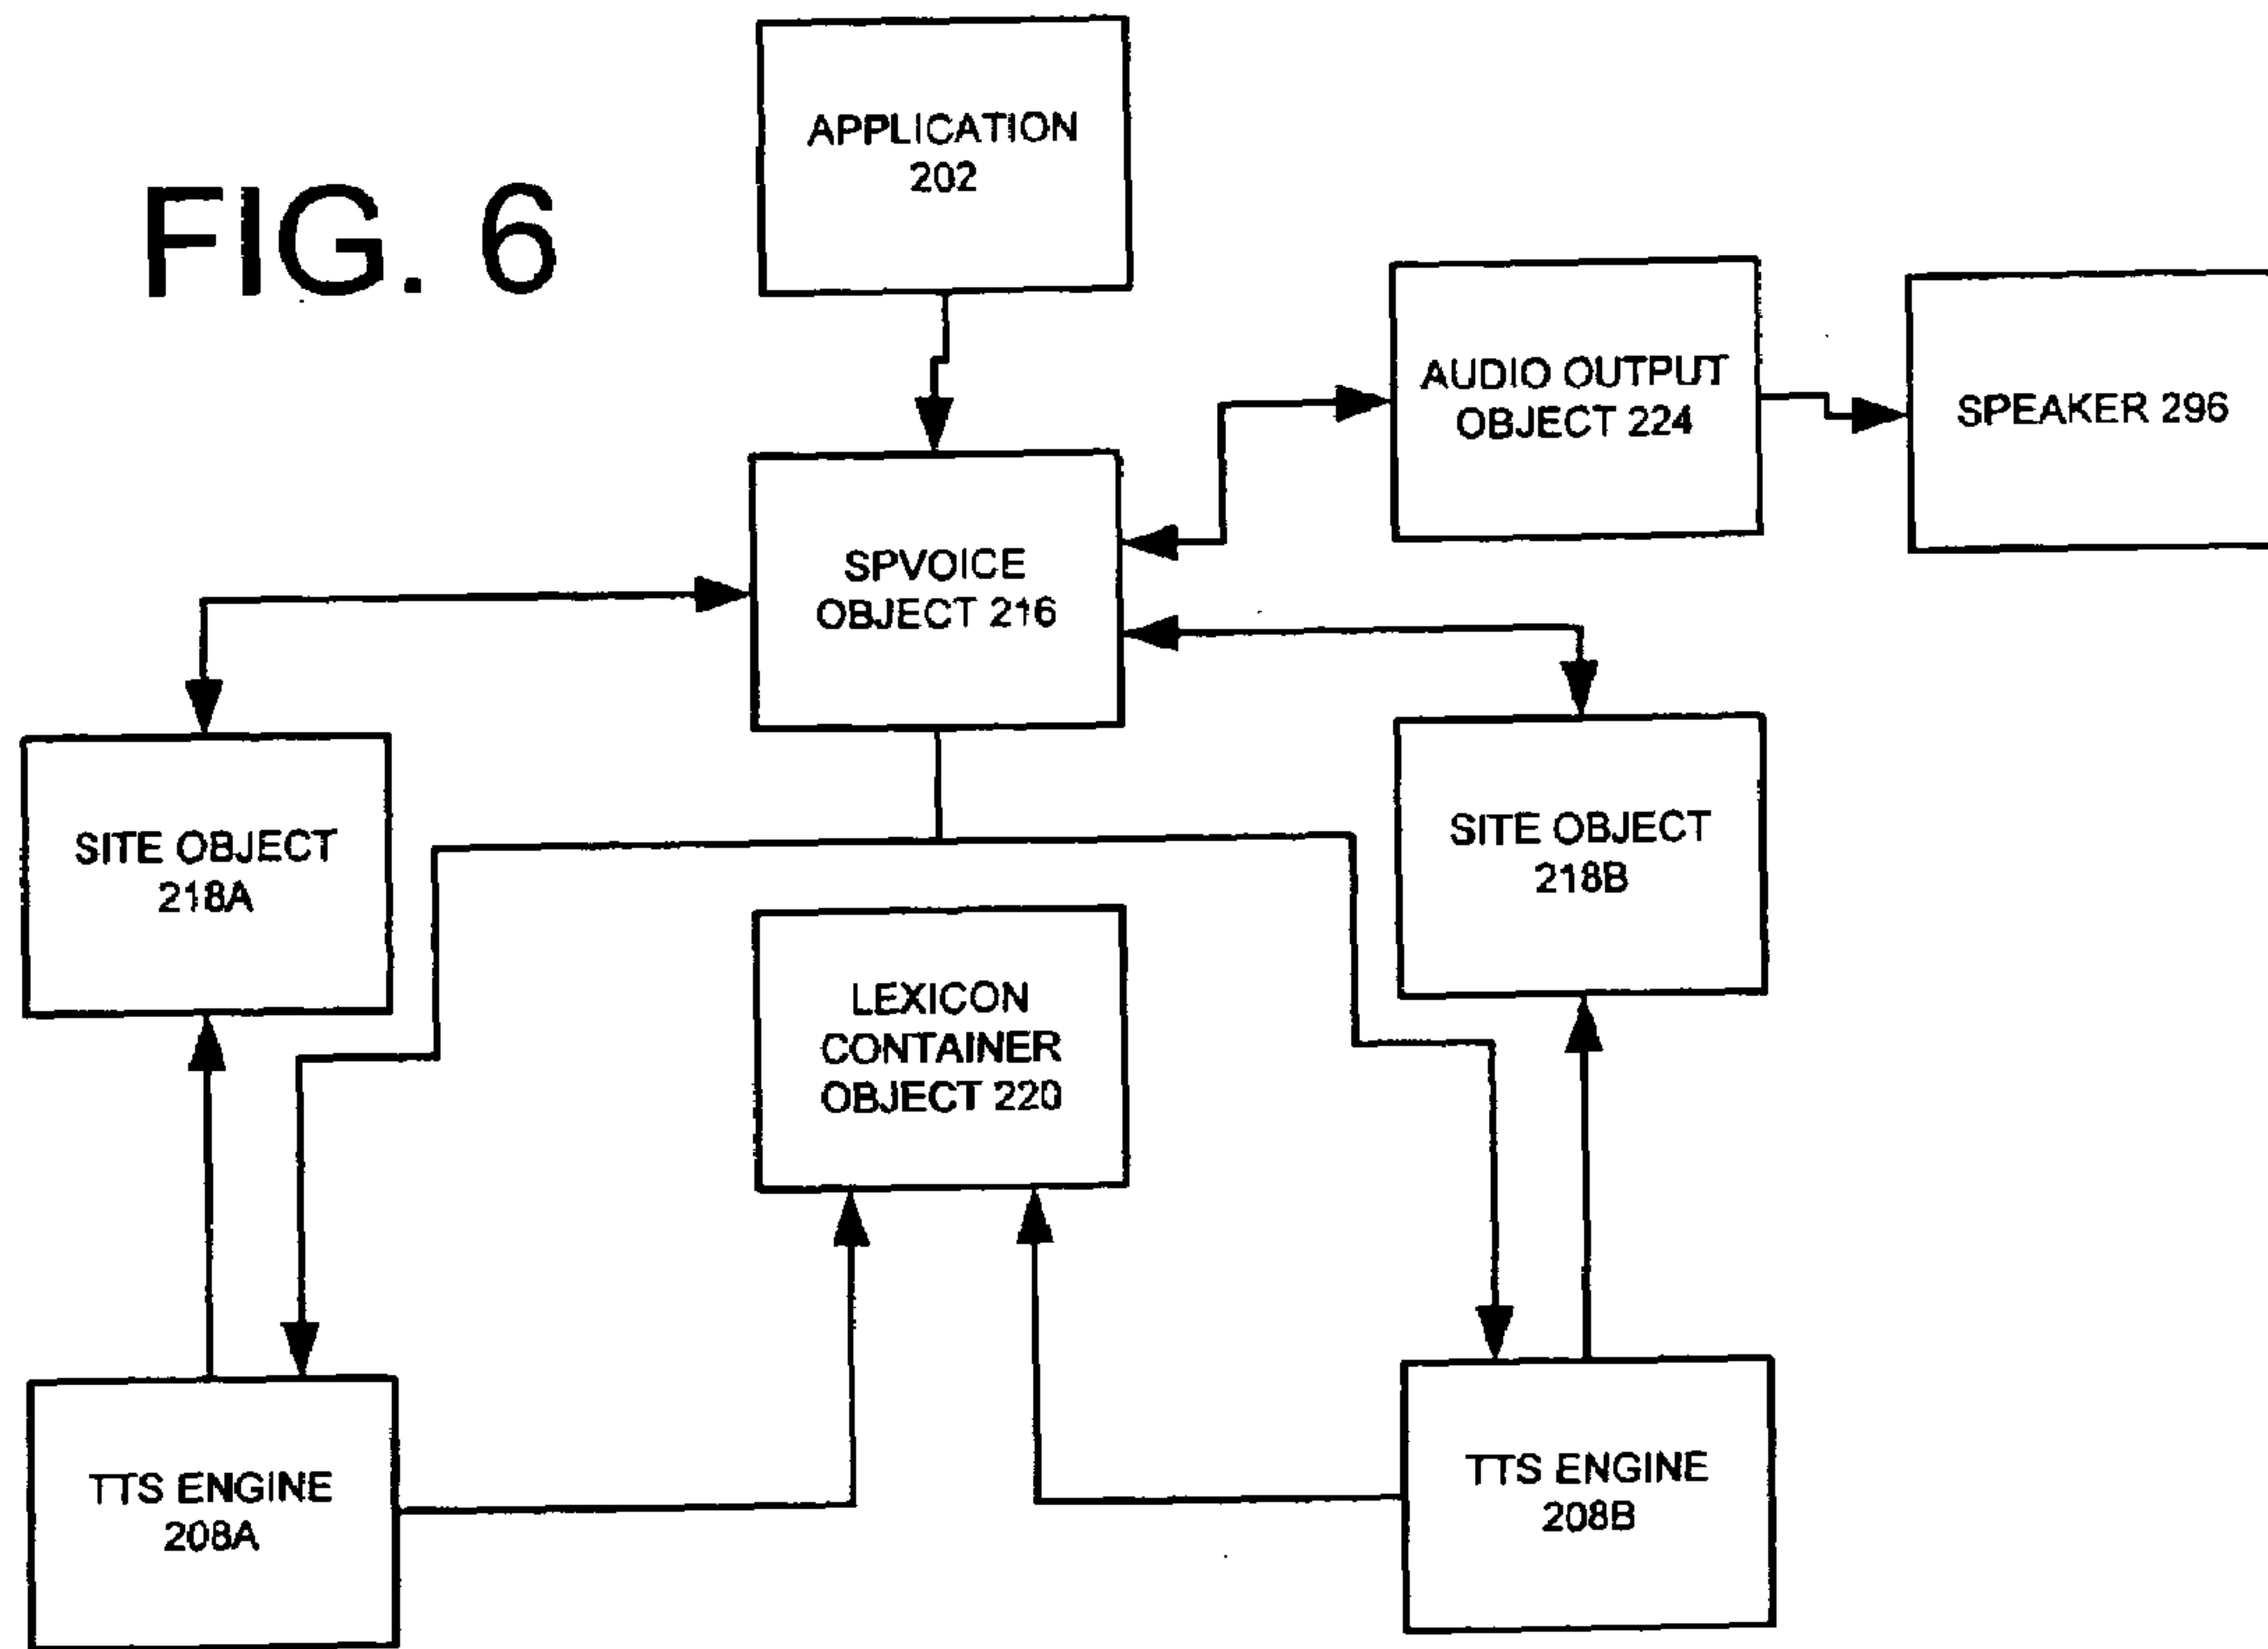 FIG. 6
APPLICATION
202
AUDIO OUTPUT
OBJECT 224
SPEAKER 296
SPVOICE
OBJECT 216
SITE OBJECT
218A
SITE OBJECT
218B
LEXICON
CONTAINER
OBJECT 220
TTS ENGINE
208A
TTS ENGINE
208B